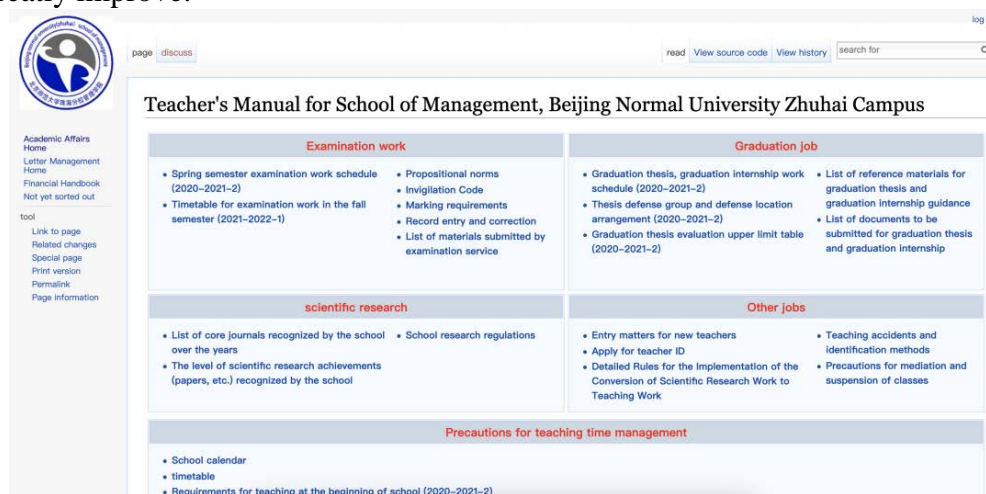 log
page discuss
read View source code View history search for
Teacher's Manual for School of Management, Beijing Normal University Zhuhai Campus
Academic Affairs
Home
Letter Management
Home
Financial Handbook
Not yet sorted out
tool
Link to page
Related changes
Special page
Print version
Permalink
Page information
Examination work
• Spring semester examination work schedule
(2020-2021-2)
• Timetable for examination work in the fall
semester (2021-2022-1)
• Propositional norms
• Invigilation Code
• Marking requirements
• Record entry and correction
• List of materials submitted by
examination service
Graduation job
• Graduation thesis, graduation internship work
schedule (2020-2021-2)
• Thesis defense group and defense location
arrangement (2020-2021-2)
• Graduation thesis evaluation upper limit table
(2020-2021-2)
• List of reference materials for
graduation thesis and
graduation internship guidance
• List of documents to be
submitted for graduation thesis
and graduation internship
scientific research
• List of core journals recognized by the school
over the years
• The level of scientific research achievements
(papers, etc.) recognized by the school
• School research regulations
Other jobs
• Entry matters for new teachers
• Apply for teacher ID
• Detailed Rules for the Implementation of the
Conversion of Scientific Research Work to
Teaching Work
• Teaching accidents and
identification methods
• Precautions for mediation and
suspension of classes
Precautions for teaching time management
• School calendar
• timetable
• Requirements for teaching at the beginning of school (2020-2021-2)